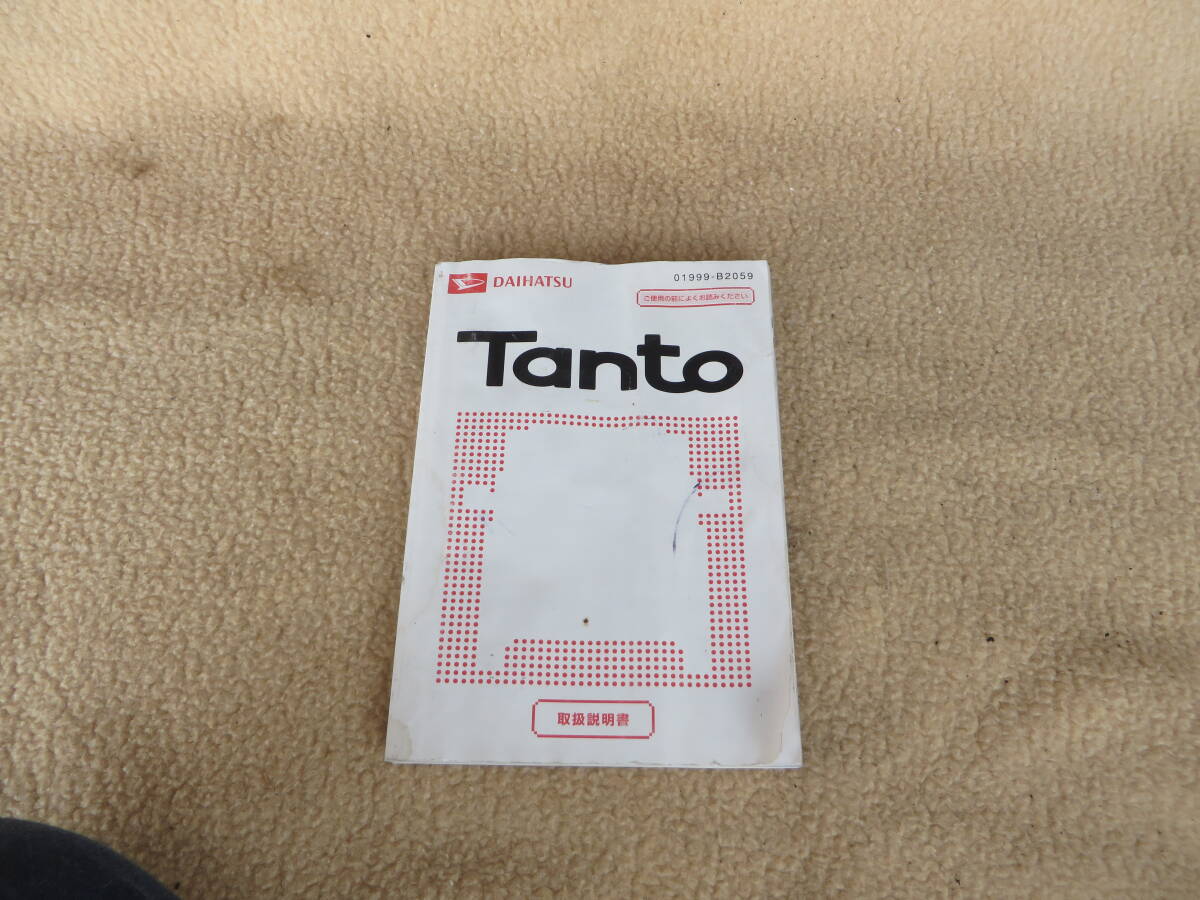 DAIHATSU
01999-B2059
ご使用の前によくお読みください
Tanto
取扱説明書